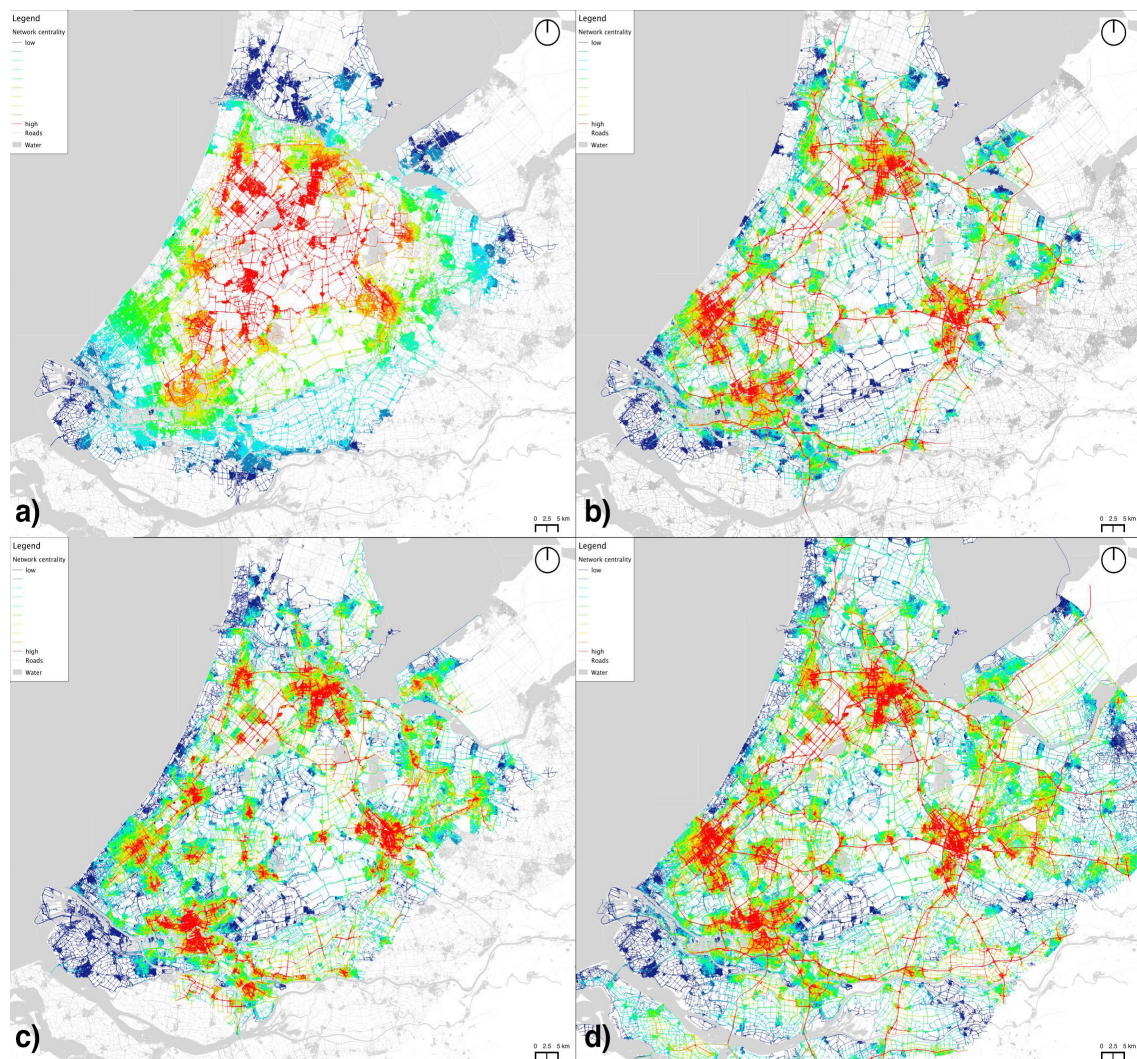 Legend
Network centrality
low
high
Roads
Water
a)
0 2.5 5 km
Legend
Network centrality
low
high
Roads
Water
b)
0 2.5 5 km
Legend
Network centrality
low
high
Roads
Water
c)
0 2.5 5 km
Legend
Network centrality
low
high
Roads
Water
d)
0 2.5 5 km